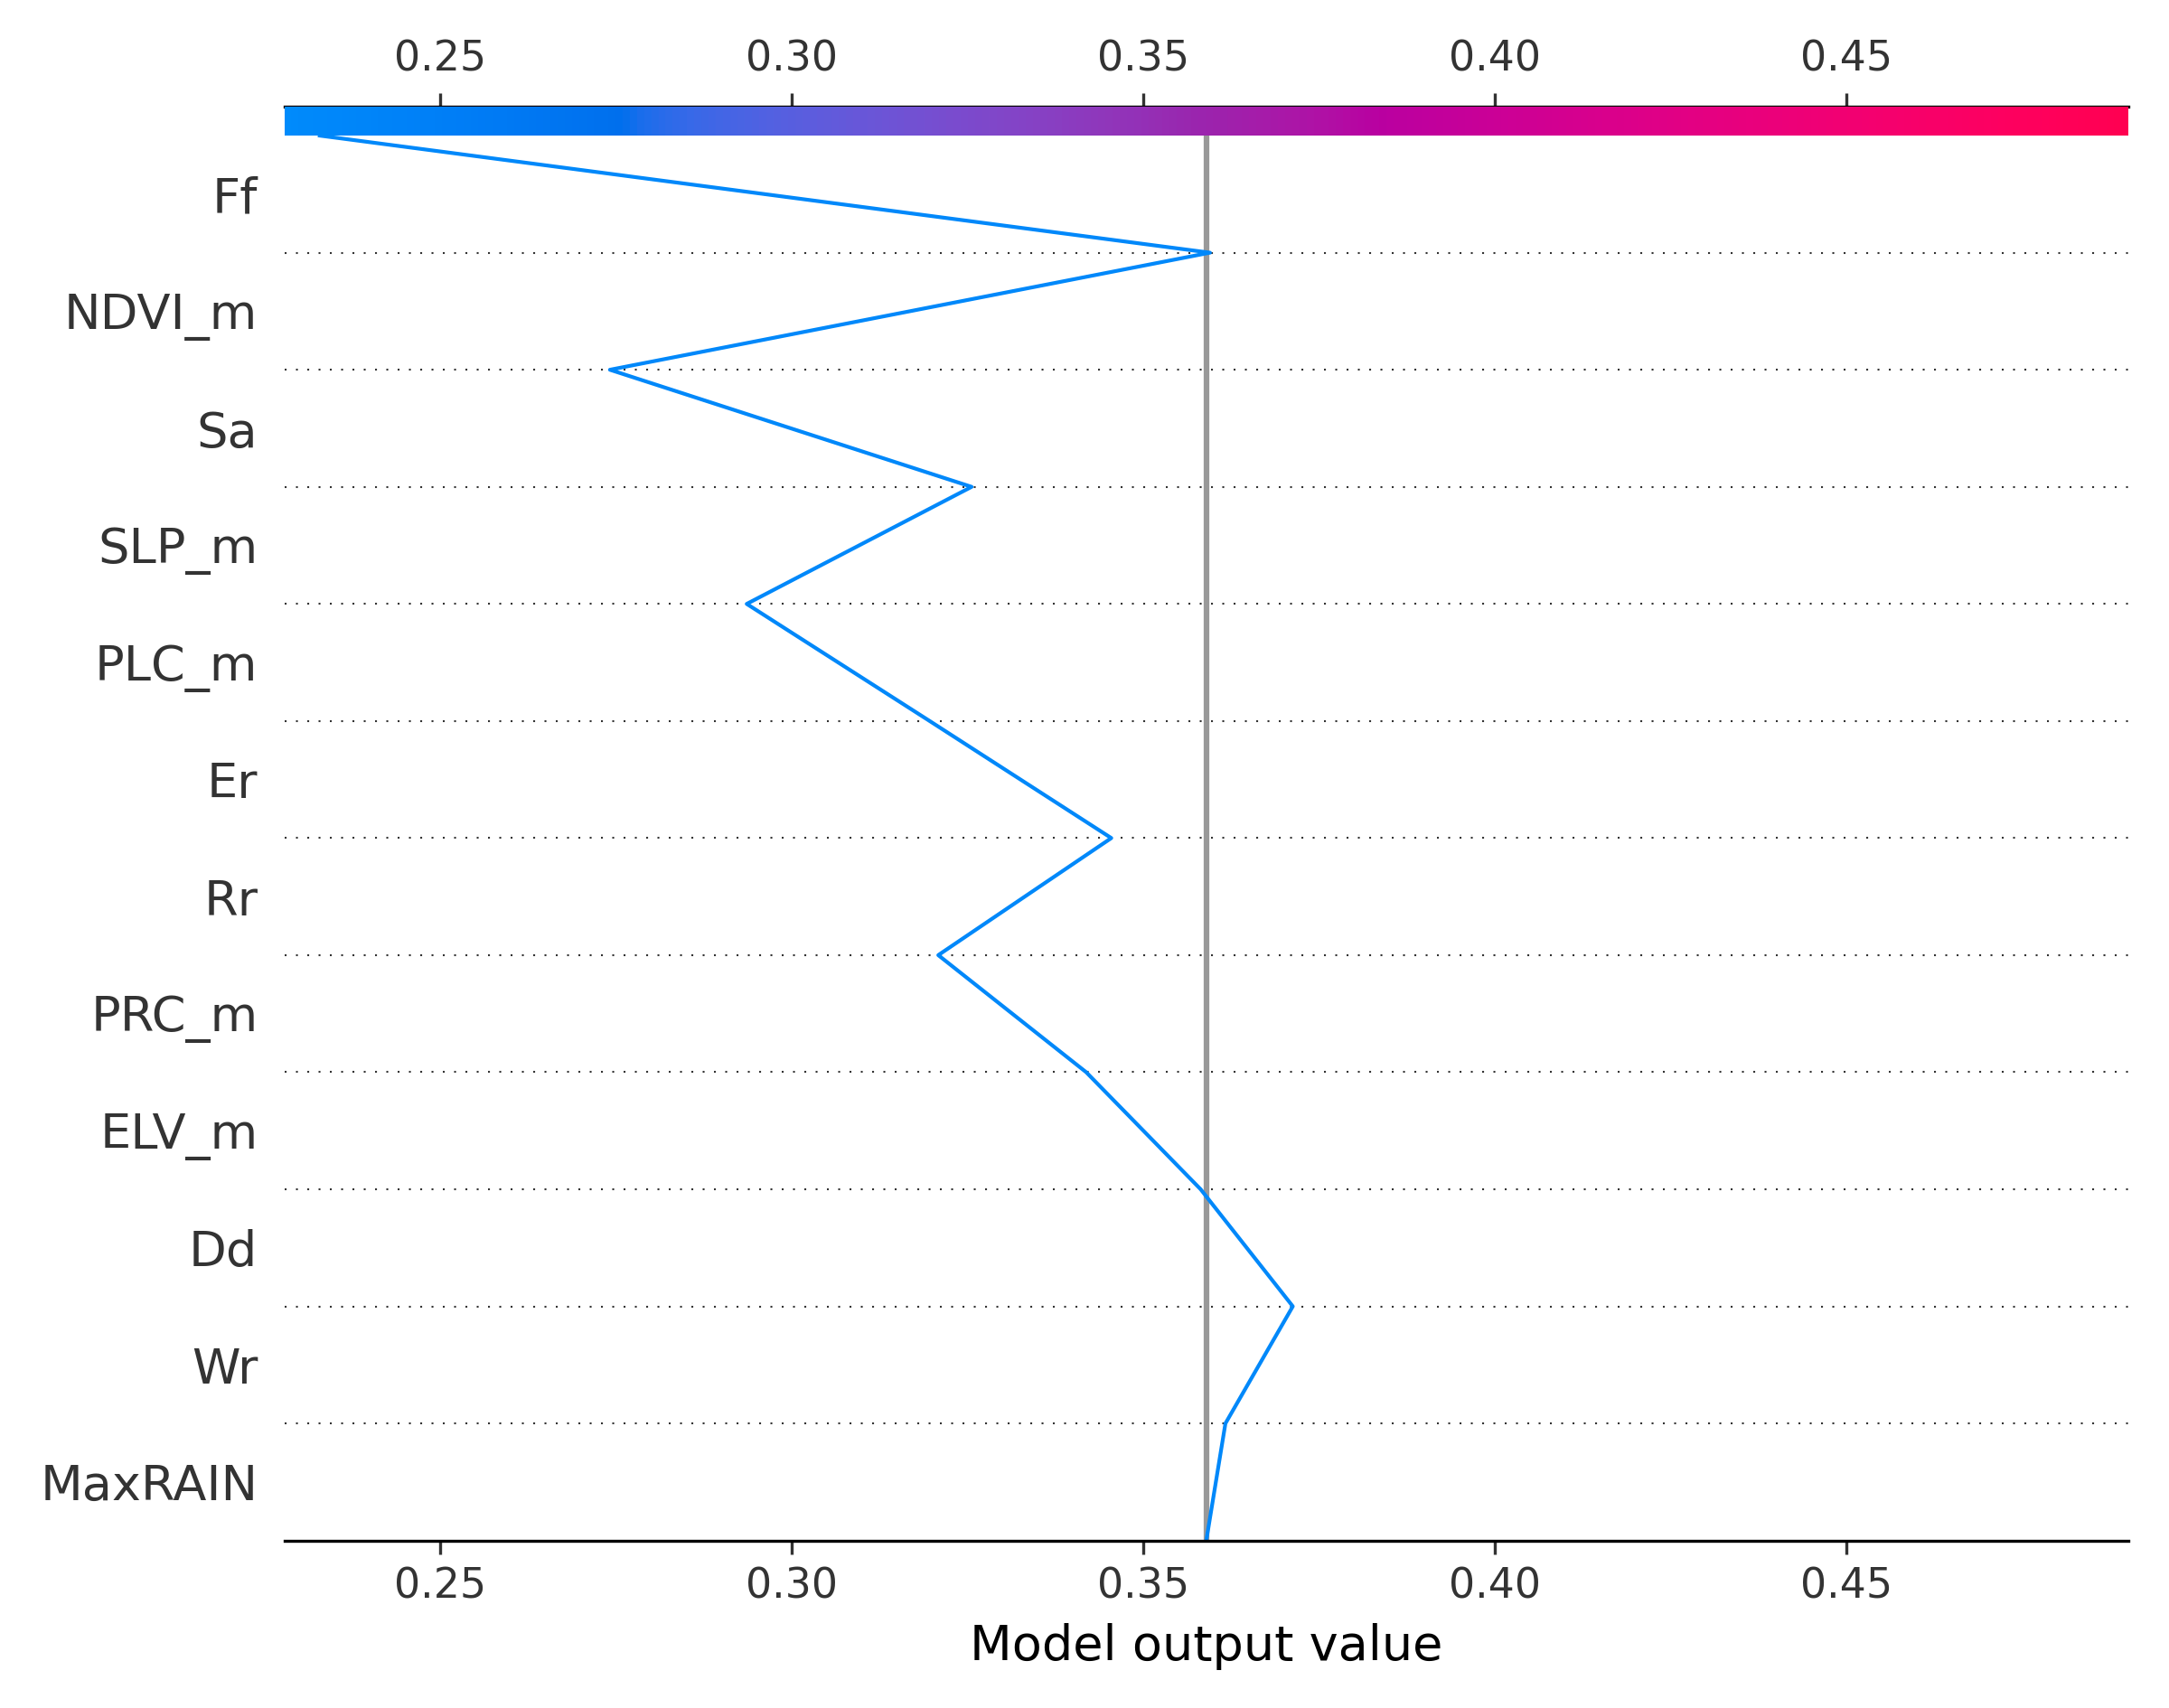 0.25 0.30 0.35 0.40 0.45
Ff
NDVI_m
Sa
SLP_m
PLC_m
Er
Rr
PRC_m
ELV_m
Dd
Wr
MaxRAIN
0.25 0.30 0.35 0.40 0.45
Model output value